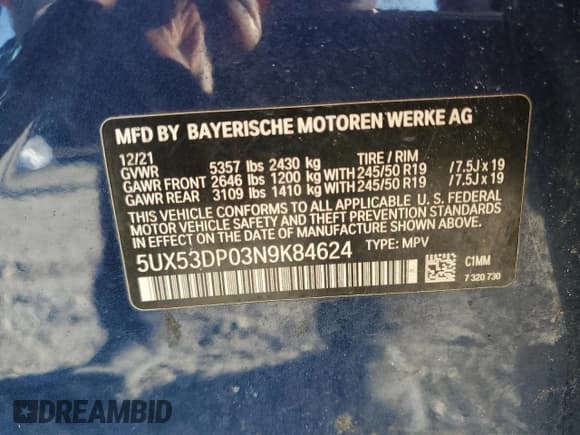 MFD BY BAYERISCHE MOTOREN WERKE AG
12/21
GVWR 5357 lbs 2430 kg TIRE / RIM
GAWR FRONT 2646 lbs 1200 kg WITH 245/50 R19 /7.5J x 19
GAWR REAR 3109 lbs 1410 kg WITH 245/50 R19 /7.5J x 19
THIS VEHICLE CONFORMS TO ALL APPLICABLE U. S. FEDERAL
MOTOR VEHICLE SAFETY, BUMPER, AND THEFT PREVENTION STANDARDS
IN EFFECT ON THE DATE OF MANUFACTURE SHOWN ABOVE.
5UX53DP03N9K84624 TYPE: MPV
C1MM
7 320 730
DREAMBID